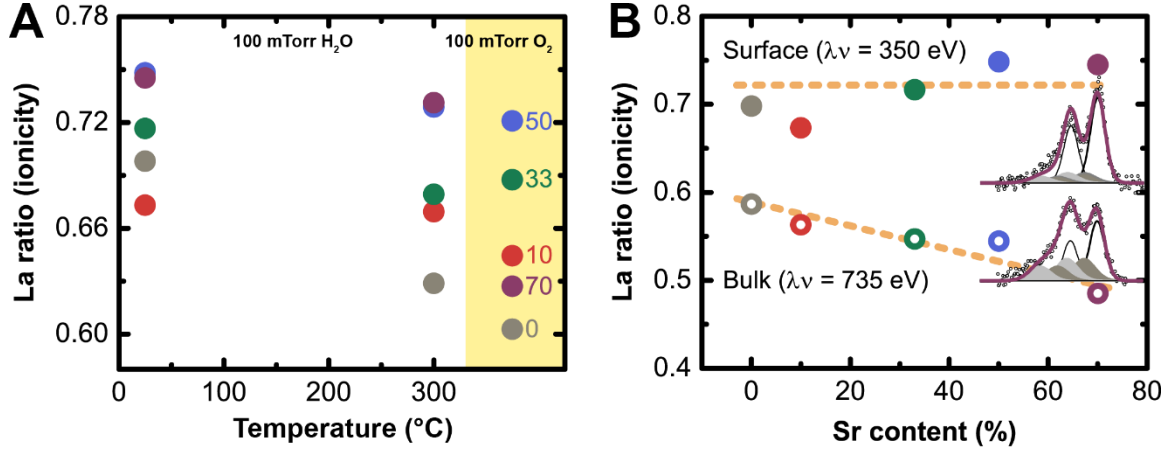 A
0.78
0.72
0.66
0.60
La ratio (ionicity)
100 mTorr H₂O
100 mTorr O₂
50
33
10
70
0
0
100
200
300
Temperature (°C)
B
0.8
0.7
0.6
0.5
0.4
La ratio (ionicity)
Surface (λν = 350 eV)
Bulk (λν = 735 eV)
0
20
40
60
80
Sr content (%)